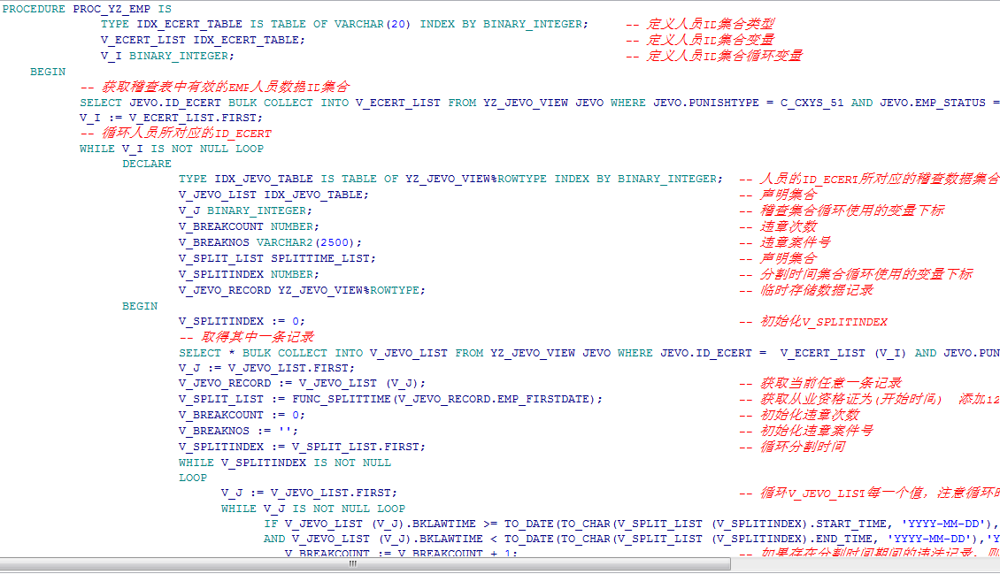 PROCEDURE PROC_YZ_EMP IS
TYPE IDX_ECERT_TABLE IS TABLE OF VARCHAR(20) INDEX BY BINARY_INTEGER; -- 定义人员ID集合类型
V_ECERT_LIST IDX_ECERT_TABLE; -- 定义人员ID集合变量
V_I BINARY_INTEGER; -- 定义人员ID集合循环变量
BEGIN
-- 获取稽查表中有效的EMP人员数据ID集合
SELECT JEVO.ID_ECERT BULK COLLECT INTO V_ECERT_LIST FROM YZ_JEVO_VIEW JEVO WHERE JEVO.PUNISHTYPE = C_CXYS_51 AND JEVO.EMP_STATUS =
V_I := V_ECERT_LIST.FIRST;
-- 循环人员所对应的ID_ECERT
WHILE V_I IS NOT NULL LOOP
DECLARE
TYPE IDX_JEVO_TABLE IS TABLE OF YZ_JEVO_VIEW%ROWTYPE INDEX BY BINARY_INTEGER; -- 人员的ID_ECERT所对应的稽查数据集合
V_JEVO_LIST IDX_JEVO_TABLE; -- 声明集合
V_J BINARY_INTEGER; -- 稽查集合循环使用的变量下标
V_BREAKCOUNT NUMBER; -- 违章次数
V_BREAKNOS VARCHAR2(2500); -- 违章案件号
V_SPLIT_LIST SPLITTIME_LIST; -- 声明集合
V_SPLITINDEX NUMBER; -- 分割时间集合循环使用的变量下标
V_JEVO_RECORD YZ_JEVO_VIEW%ROWTYPE; -- 临时存储数据记录
BEGIN
V_SPLITINDEX := 0; -- 初始化V_SPLITINDEX
-- 取得其中一条记录
SELECT * BULK COLLECT INTO V_JEVO_LIST FROM YZ_JEVO_VIEW JEVO WHERE JEVO.ID_ECERT = V_ECERT_LIST (V_I) AND JEVO.PUN
V_J := V_JEVO_LIST.FIRST;
V_JEVO_RECORD := V_JEVO_LIST (V_J); -- 获取当前任意一条记录
V_SPLIT_LIST := FUNC_SPLITTIME(V_JEVO_RECORD.EMP_FIRSTDATE); -- 获取从业资格证为(开始时间) 添加12
V_BREAKCOUNT := 0; -- 初始化违章次数
V_BREAKNOS := ''; -- 初始化违章案件号
V_SPLITINDEX := V_SPLIT_LIST.FIRST; -- 循环分割时间
WHILE V_SPLITINDEX IS NOT NULL
LOOP
V_J := V_JEVO_LIST.FIRST; -- 循环V_JEVO_LIST每一个值，注意循环
WHILE V_J IS NOT NULL LOOP
IF V_JEVO_LIST (V_J).BKLAWTIME >= TO_DATE(TO_CHAR(V_SPLIT_LIST (V_SPLITINDEX).START_TIME, 'YYYY-MM-DD'),
AND V_JEVO_LIST (V_J).BKLAWTIME < TO_DATE(TO_CHAR(V_SPLIT_LIST (V_SPLITINDEX).END_TIME, 'YYYY-MM-DD'),'Y
V_BREAKCOUNT := V_BREAKCOUNT + 1; -- 如果存在分割时间期间的违法记录，则